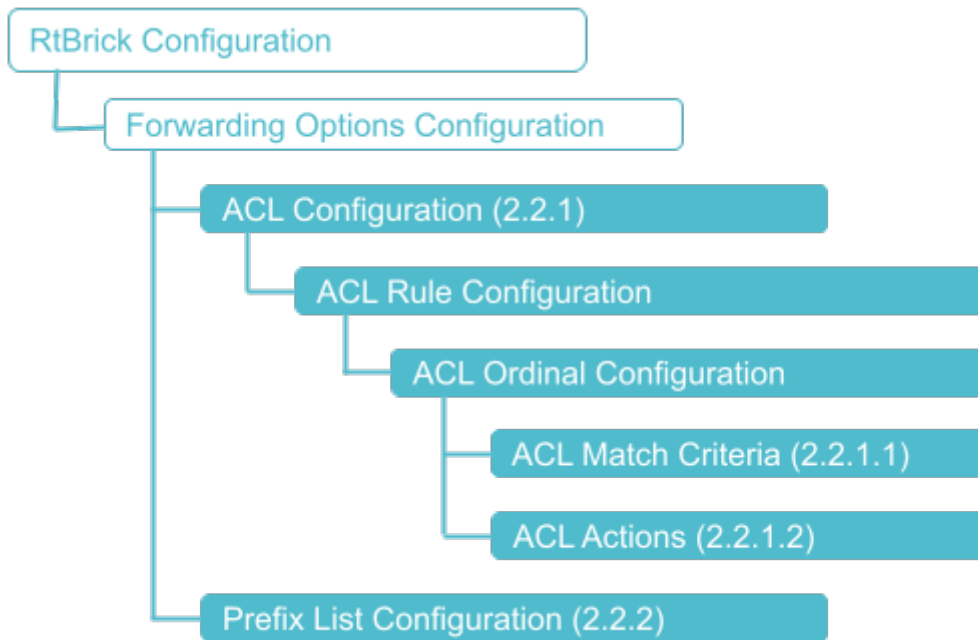 RtBrick Configuration
Forwarding Options Configuration
ACL Configuration (2.2.1)
ACL Rule Configuration
ACL Ordinal Configuration
ACL Match Criteria (2.2.1.1)
ACL Actions (2.2.1.2)
Prefix List Configuration (2.2.2)